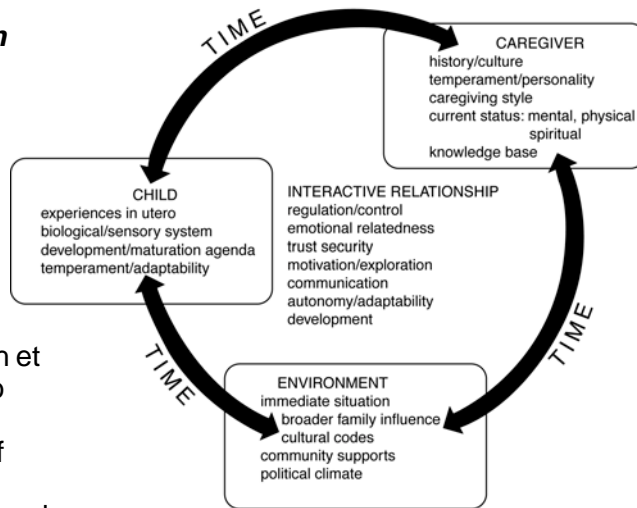 n
TIME
CAREGIVER
history/culture
temperament/personality
caregiving style
current status: mental, physical
spiritual
knowledge base
CHILD
experiences in utero
biological/sensory system
development/maturation agenda
temperament/adaptability
INTERACTIVE RELATIONSHIP
regulation/control
emotional relatedness
trust security
motivation/exploration
communication
autonomy/adaptability
development
TIME
TIME
n et
ENVIRONMENT
immediate situation
broader family influence
cultural codes
community supports
political climate